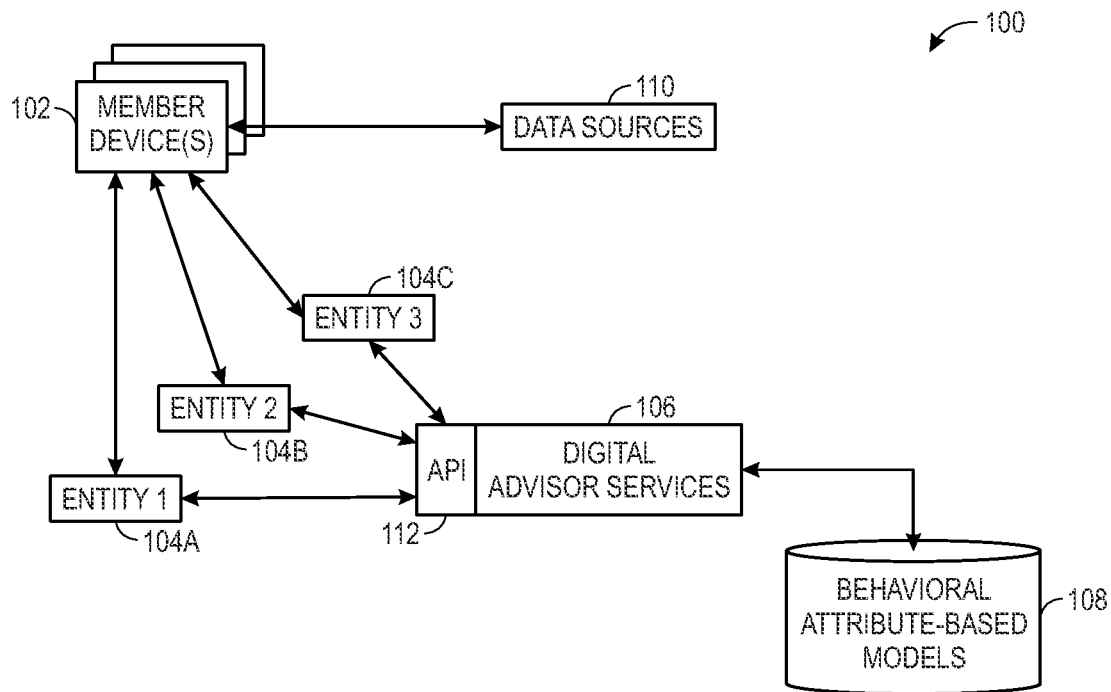 100
110
102
MEMBER
DEVICE(S)
DATA SOURCES
104C
ENTITY 3
106
ENTITY 2
104B
API
DIGITAL
ADVISOR SERVICES
ENTITY 1
104A
112
BEHAVIORAL
ATTRIBUTE-BASED
MODELS
108